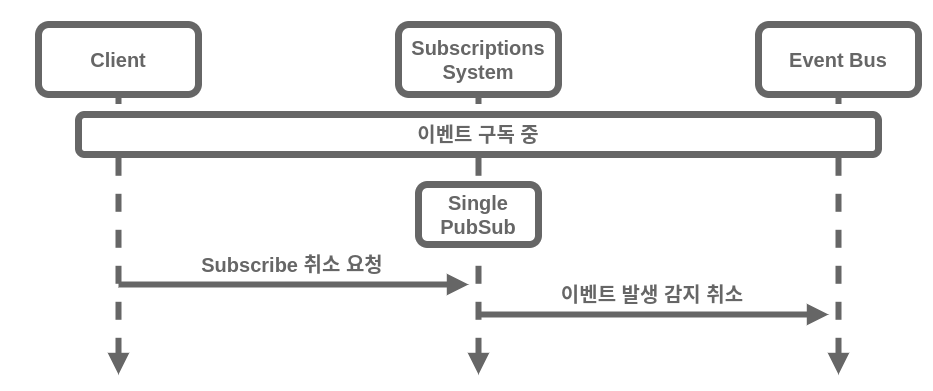 Client
Subscriptions
System
Event Bus
이벤트 구독 중
Single
PubSub
Subscribe 취소 요청
이벤트 발생 감지 취소